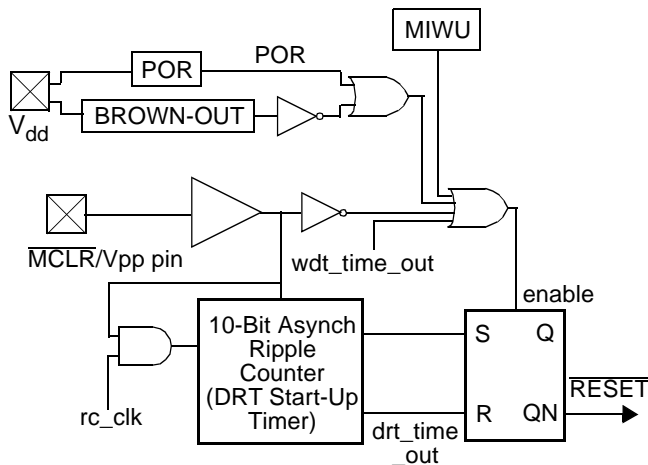 MIWU
POR
POR
BROWN-OUT
Vdd
MCLR/Vpp pin
wdt_time_out
enable
10-Bit Asynch
Ripple
Counter
(DRT Start-Up
Timer)
S Q
RESET
R QN
rc_clk
drt_time
_out